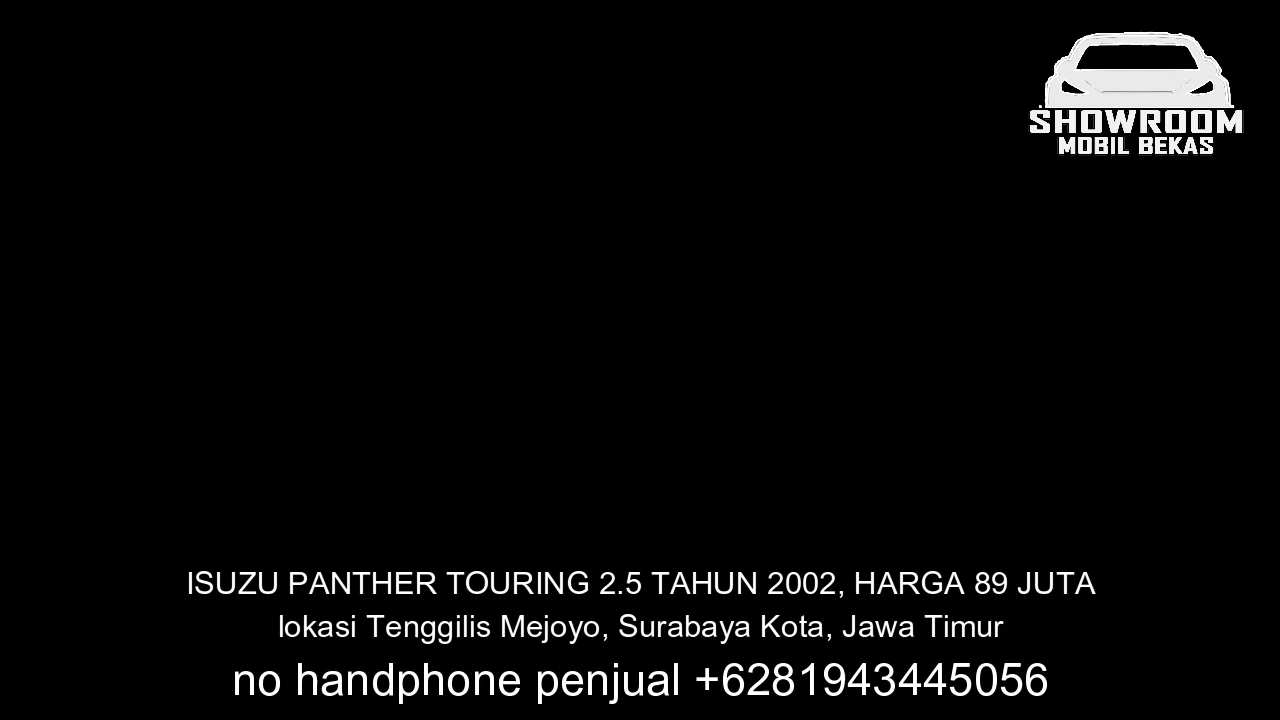 SHOWROOM
MOBIL BEKAS
ISUZU PANTHER TOURING 2.5 TAHUN 2002, HARGA 89 JUTA
lokasi Tenggilis Mejoyo, Surabaya Kota, Jawa Timur
no handphone penjual +6281943445056